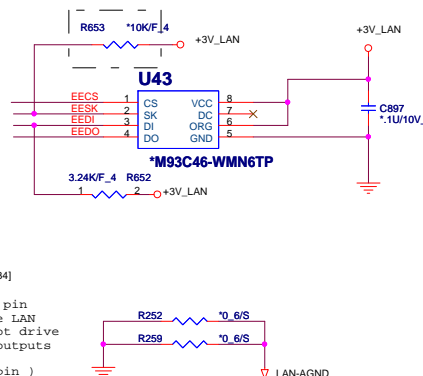 R653 *10K/F_4
+3V_LAN
+3V_LAN
U43
EECS 1 CS VCC 8
EESK 2 SK DC 7
EEDI 3 DI ORG 6
EEDO 4 DO GND 5
C897
*.1U/10V_
*M93C46-WMN6TP
3.24K/F_4 R652
1 2 +3V_LAN
34]
pin
LAN
ot drive
outputs
pin )
R252 *0_6/S
R259 *0_6/S
LAN-AGND